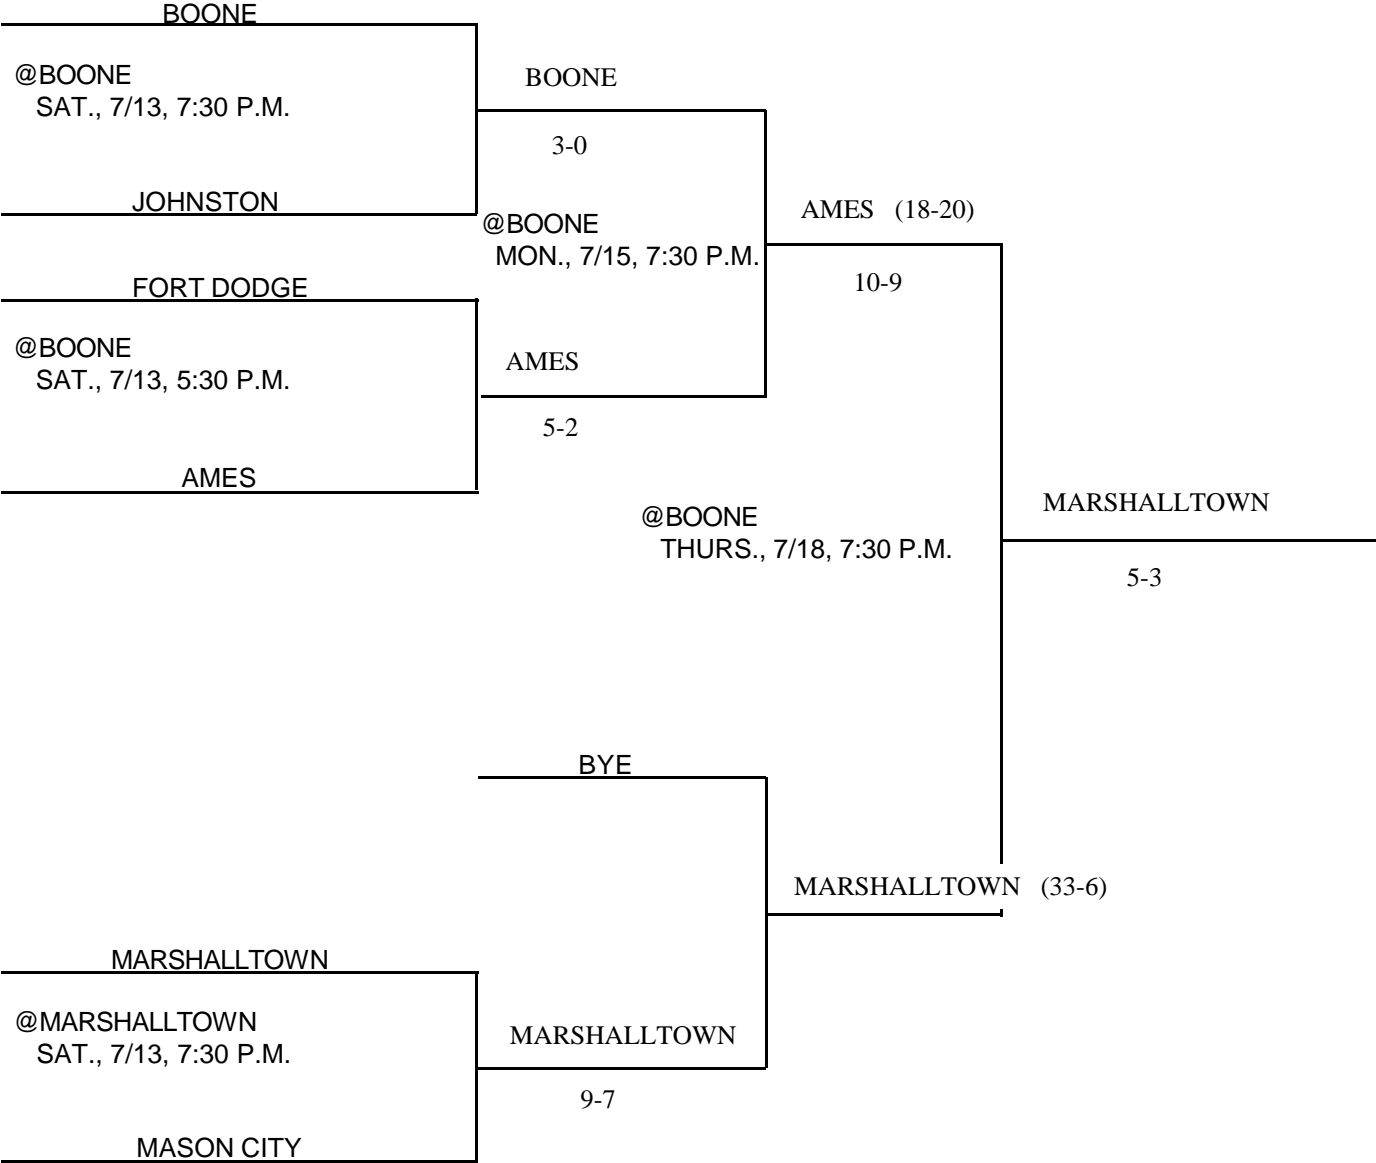 BOONE
@BOONE
SAT., 7/13, 7:30 P.M.
BOONE
3-0
JOHNSTON
@BOONE
MON., 7/15, 7:30 P.M.
AMES (18-20)
10-9
FORT DODGE
@BOONE
SAT., 7/13, 5:30 P.M.
AMES
5-2
AMES
@BOONE
THURS., 7/18, 7:30 P.M.
MARSHALLTOWN
5-3
BYE
MARSHALLTOWN (33-6)
MARSHALLTOWN
@MARSHALLTOWN
SAT., 7/13, 7:30 P.M.
MARSHALLTOWN
9-7
MASON CITY